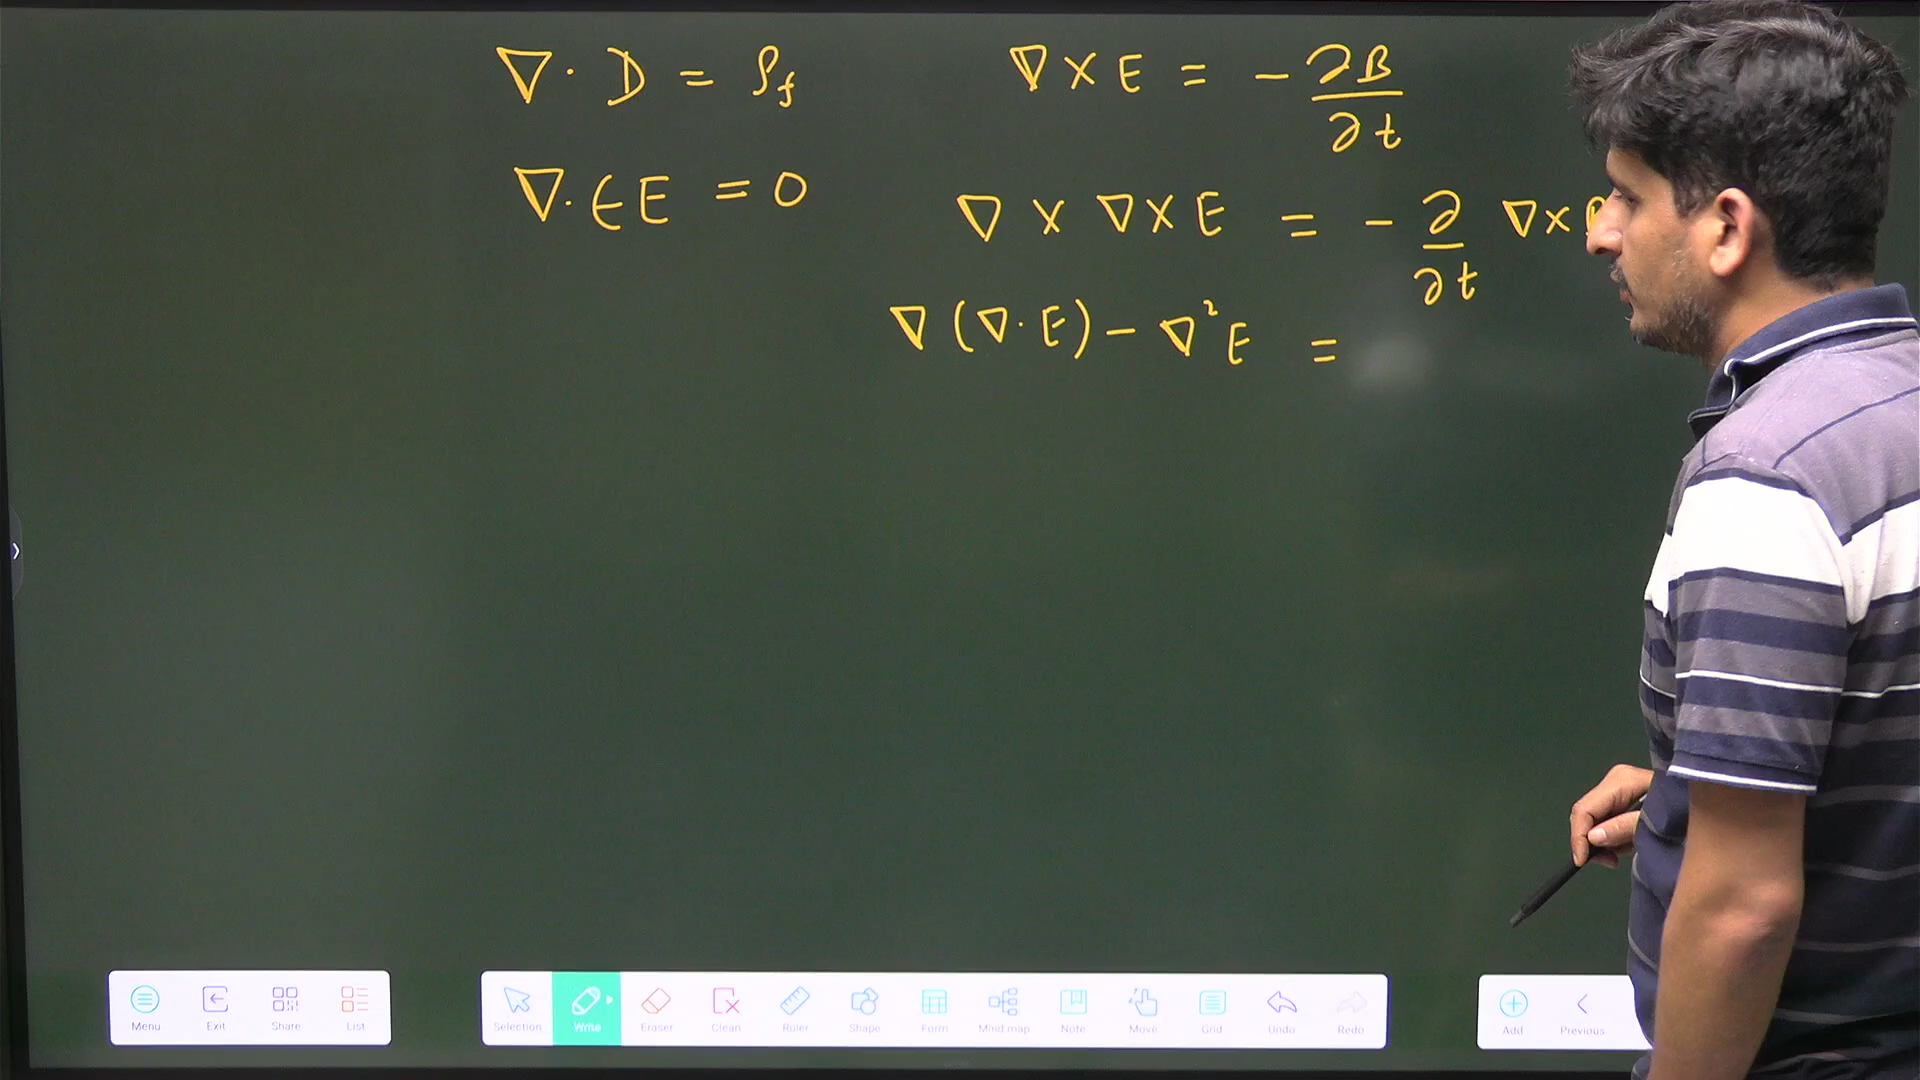 ∇· D = ρf
∇ × E = - ∂B/∂t
∇· ϵE = 0
∇ × ∇ × E = - ∂/∂t ∇ ×
∇(∇· E) - ∇²E =
Menu Exit Share List
Selection Write Eraser Clean Ruler Shape Form Mind map Note Move Grid Undo Redo
Add Previous